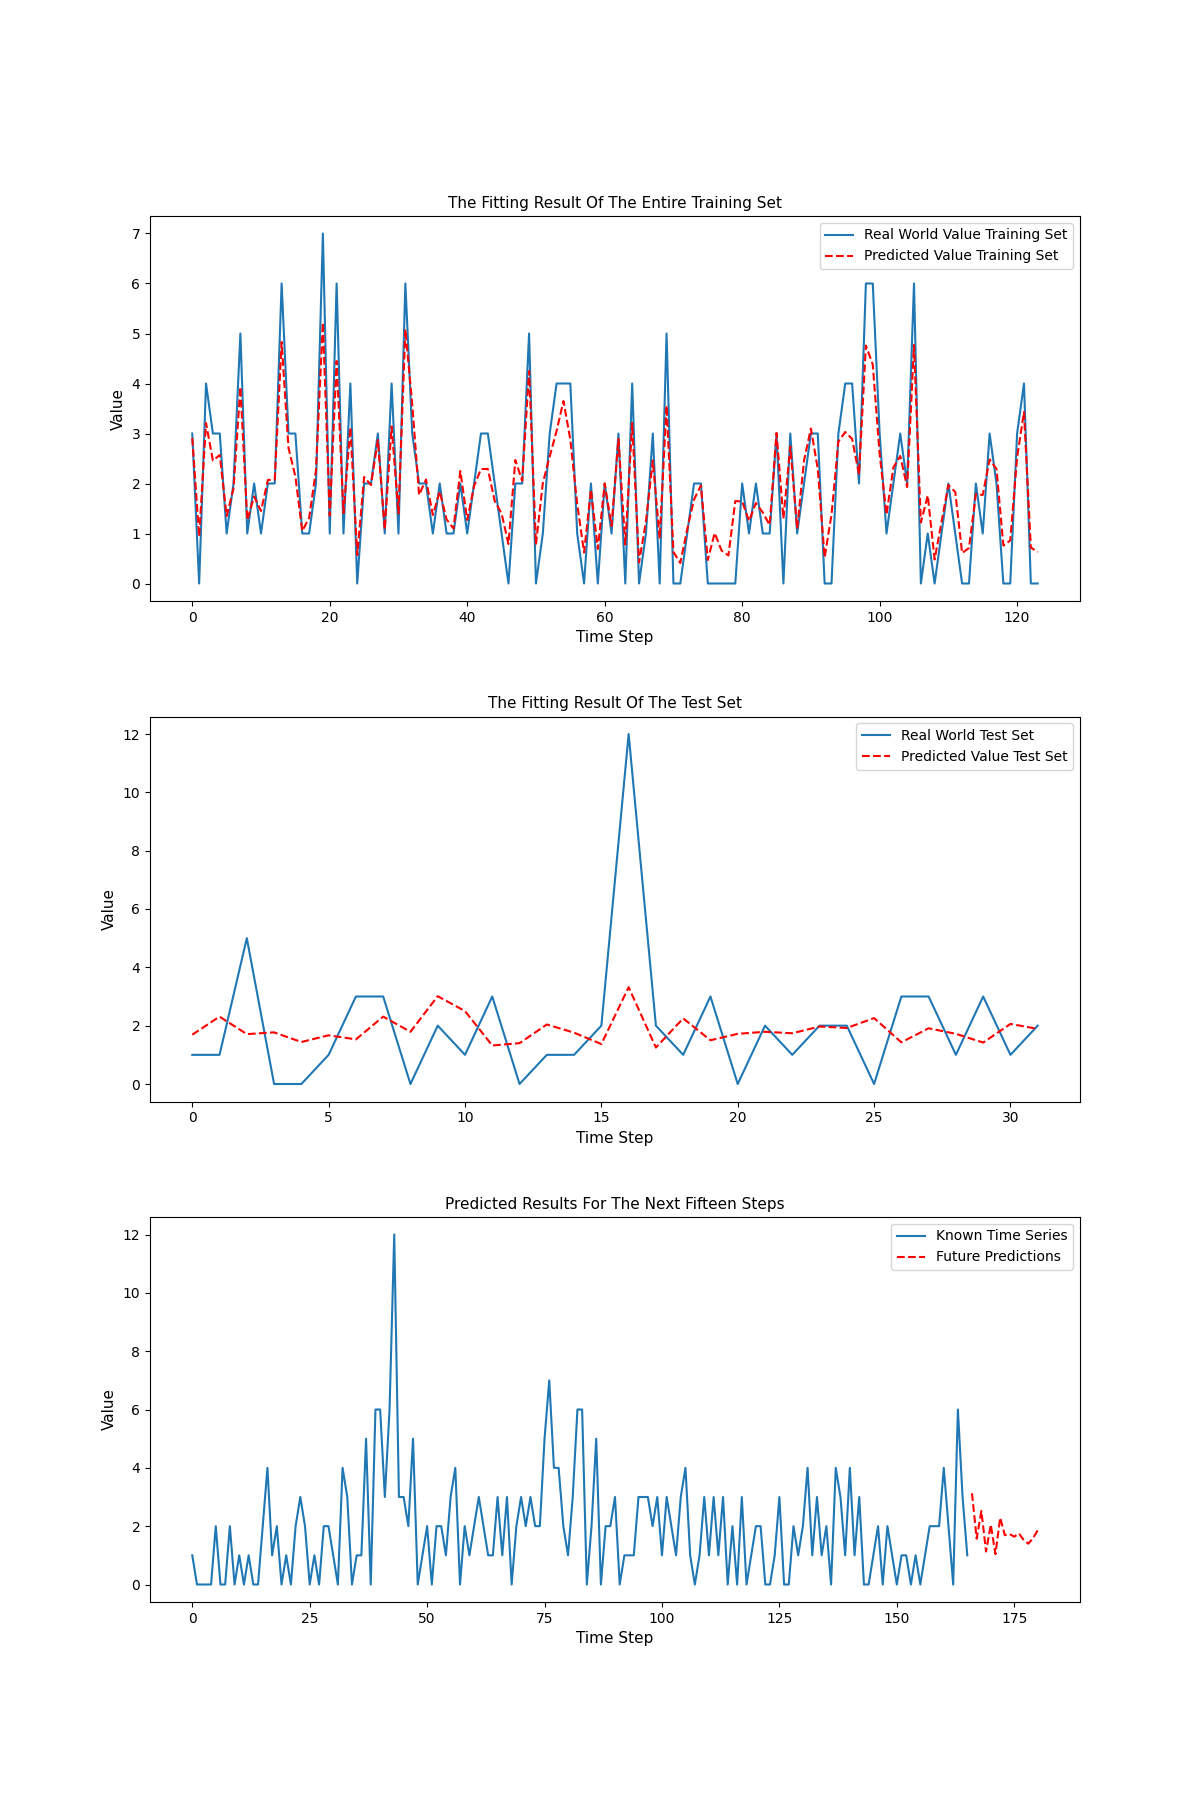 The Fitting Result Of The Entire Training Set
Real World Value Training Set
Predicted Value Training Set
7
6
5
4
3
2
1
0
Value
0 20 40 60 80 100 120
Time Step
The Fitting Result Of The Test Set
Real World Test Set
Predicted Value Test Set
12
10
8
6
4
2
0
Value
0 5 10 15 20 25 30
Time Step
Predicted Results For The Next Fifteen Steps
Known Time Series
Future Predictions
12
10
8
6
4
2
0
Value
0 25 50 75 100 125 150 175
Time Step